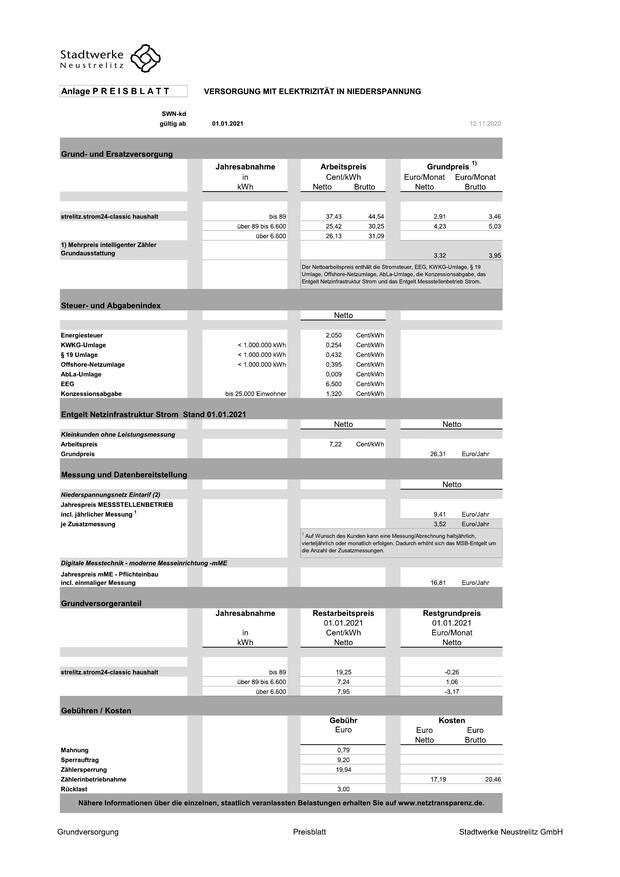 Stadtwerke
Neustrelitz
Anlage P R E I S B L A T T VERSORGUNG MIT ELEKTRIZITÄT IN NIEDERSPANNUNG
SWN-kd
gültig ab 01.01.2021 12.11.2020
Grund- und Ersatzversorgung
Jahresabnahme Arbeitspreis Grundpreis 1)
in Cent/kWh Euro/Monat Euro/Monat
kWh Netto Brutto Netto Brutto
strelitz.strom24-classic haushalt bis 89 37,43 44,54 2,91 3,46
über 89 bis 6.600 25,42 30,25 4,23 5,03
über 6.600 26,13 31,09
1) Mehrpreis intelligenter Zähler
Grundausstattung 3,32 3,95
Der Nettoarbeitspreis enthält die Stromsteuer, EEG, KWKG-Umlage, § 19
Umlage, Offshore-Netzumlage, AbLa-Umlage, die Konzessionsabgabe, das
Entgelt Netzinfrastruktur Strom und das Entgelt Messstellenbetrieb Strom.
Steuer- und Abgabenindex
Netto
Energiesteuer 2,050 Cent/kWh
KWKG-Umlage < 1.000.000 kWh 0,254 Cent/kWh
§ 19 Umlage < 1.000.000 kWh 0,432 Cent/kWh
Offshore-Netzumlage < 1.000.000 kWh 0,395 Cent/kWh
AbLa-Umlage 0,009 Cent/kWh
EEG 6,500 Cent/kWh
Konzessionsabgabe bis 25.000 Einwohner 1,320 Cent/kWh
Entgelt Netzinfrastruktur Strom Stand 01.01.2021
Netto Netto
Kleinkunden ohne Leistungsmessung
Arbeitspreis 7,22 Cent/kWh
Grundpreis 26,31 Euro/Jahr
Messung und Datenbereitstellung
Netto
Niederspannungsnetz Eintarif (2)
Jahrespreis MESSSTELLENBETRIEB
incl. jährlicher Messung 1 9,41 Euro/Jahr
je Zusatzmessung 3,52 Euro/Jahr
1 Auf Wunsch des Kunden kann eine Messung/Abrechnung halbjährlich,
vierteljährlich oder monatlich erfolgen. Dadurch erhöht sich das MSB-Entgelt um
die Anzahl der Zusatzmessungen.
Digitale Messtechnik - moderne Messeinrichtung -mME
Jahrespreis mME - Pflichteinbau
incl. einmaliger Messung 16,81 Euro/Jahr
Grundversorgeranteil
Jahresabnahme Restarbeitspreis Restgrundpreis
01.01.2021 01.01.2021
in Cent/kWh Euro/Monat
kWh Netto Netto
strelitz.strom24-classic haushalt bis 89 19,25 -0,26
über 89 bis 6.600 7,24 1,06
über 6.600 7,95 -3,17
Gebühren / Kosten
Gebühr Kosten
Euro Euro Euro
Netto Brutto
Mahnung 0,79
Sperrauftrag 9,20
Zählersperrung 19,94
Zählerinbetriebnahme 17,19 20,46
Rücklast 3,00
Nähere Informationen über die einzelnen, staatlich veranlassten Belastungen erhalten Sie auf www.netztransparenz.de.
Grundversorgung Preisblatt Stadtwerke Neustrelitz GmbH